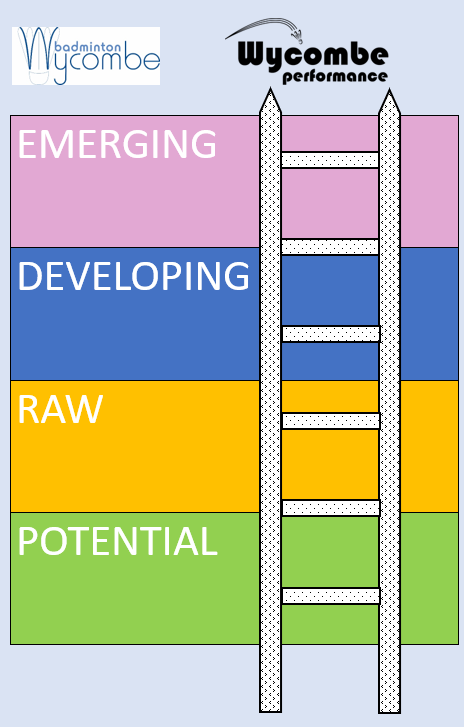 badminton
Wycombe
Wycombe
performance
EMERGING
DEVELOPING
RAW
POTENTIAL